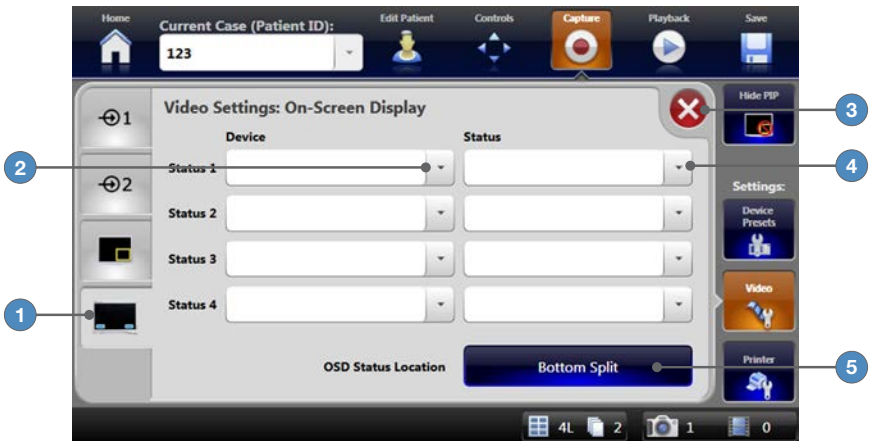 Home
Current Case (Patient ID):
Edit Patient
Controls
Capture
Playback
Save
123
1
Video Settings: On-Screen Display
Hide PIP
3
Device
Status
2
Status 1
4
2
Settings:
Status 2
Device
Presets
Status 3
Video
1
Status 4
OSD Status Location
Bottom Split
Printer
5
4L
2
1
0